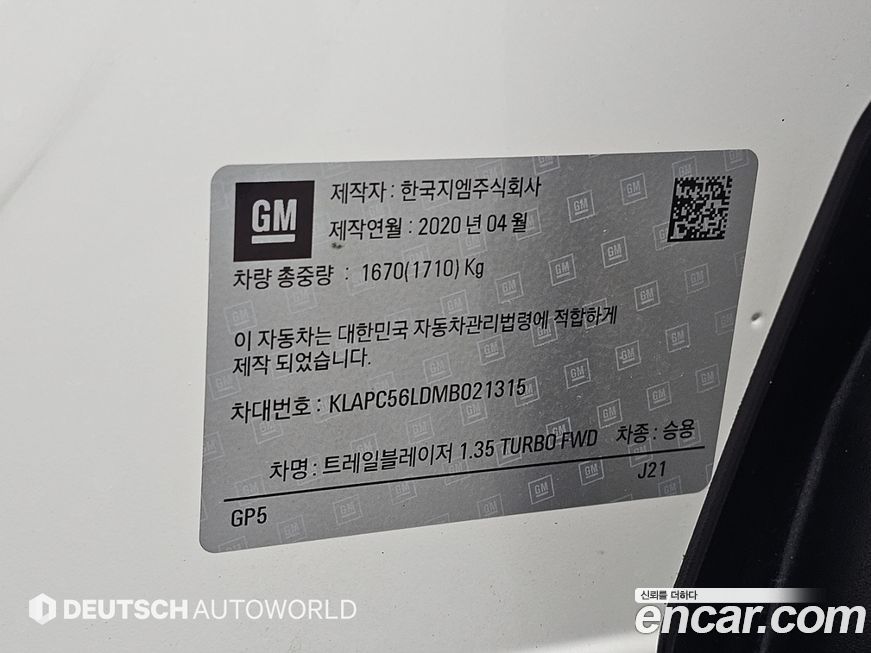 GM
제작자 : 한국지엠주식회사
제작연월 : 2020 년 04 월
차량 총중량 : 1670(1710) Kg
이 자동차는 대한민국 자동차관리법령에 적합하게
제작 되었습니다.
차대번호 : KLAPC56LDMB021315
차명 : 트레일블레이저 1.35 TURBO FWD 차종 : 승용
GP5 J21
DEUTSCH AUTOWORLD
신뢰를 더하다
encar.com